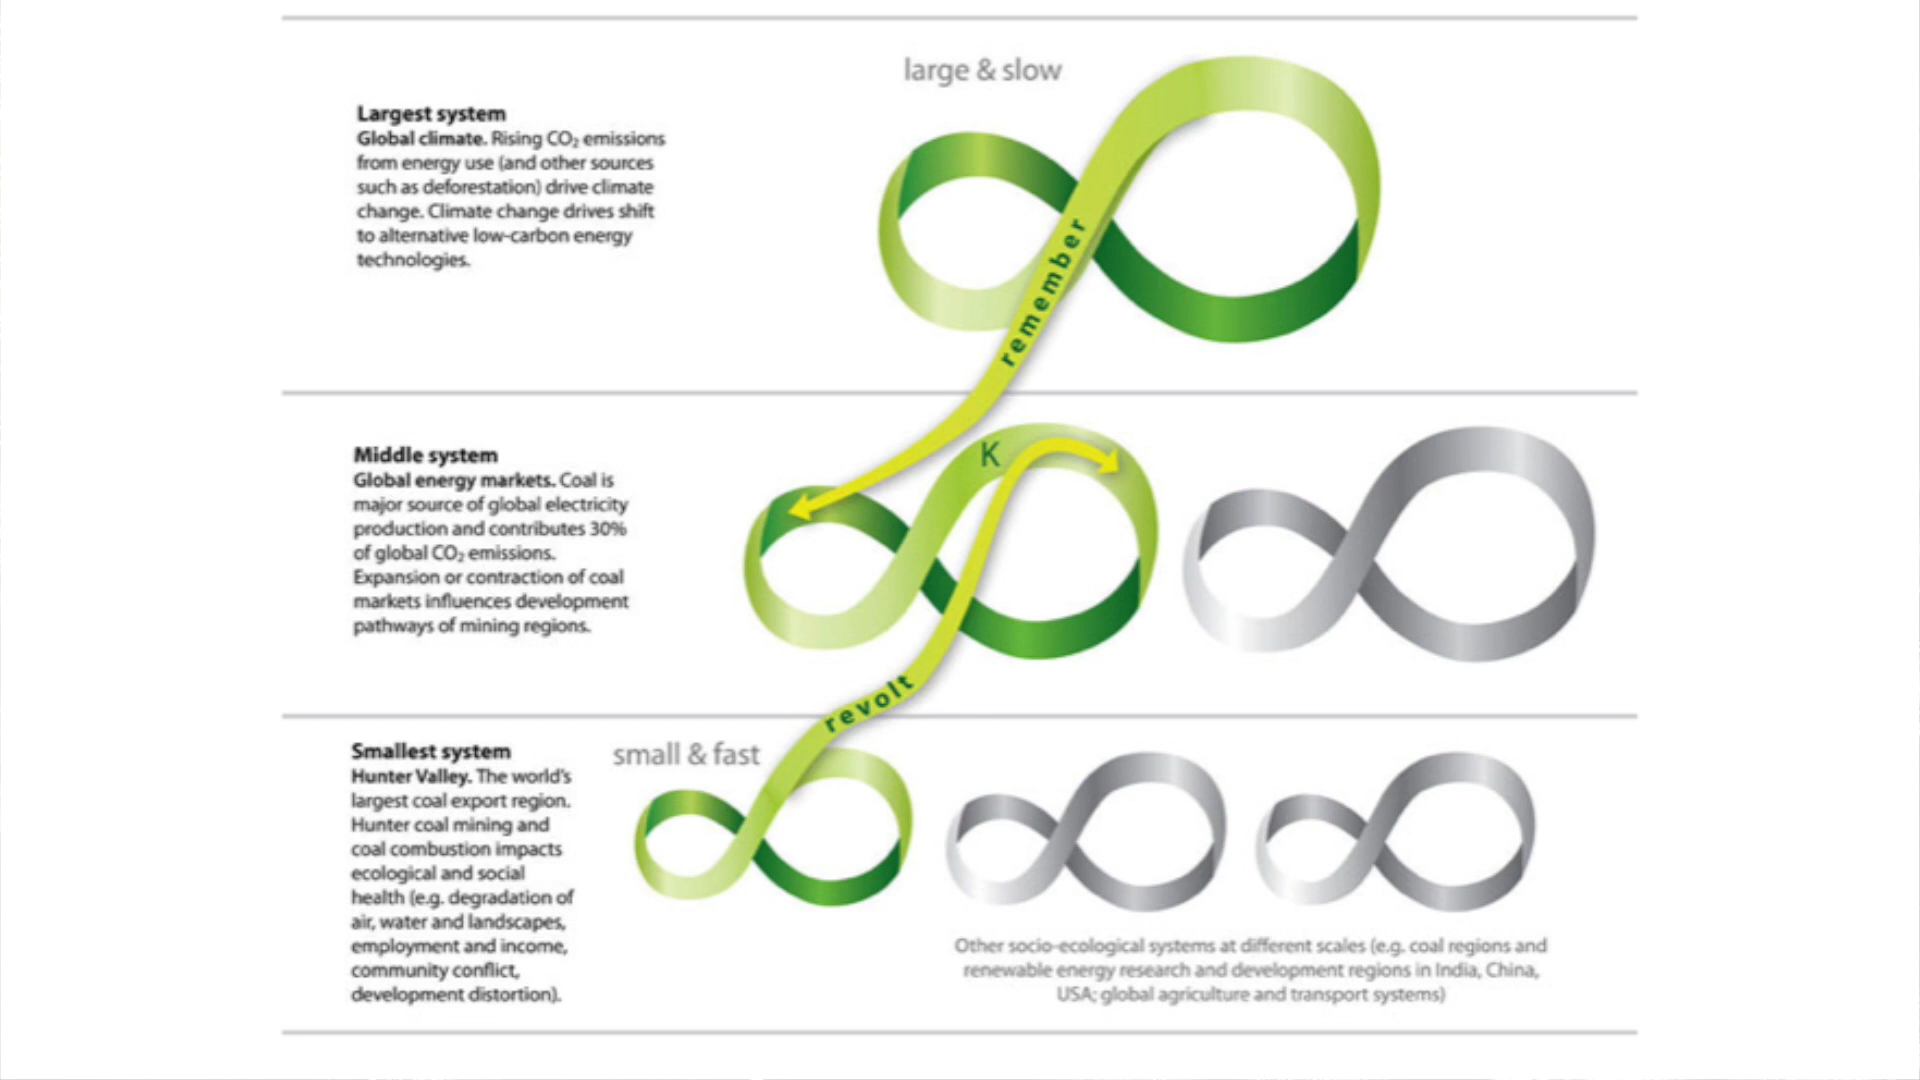 large & slow
Largest system
Global climate. Rising CO₂ emissions
from energy use (and other sources
such as deforestation) drive climate
change. Climate change drives shift
to alternative low-carbon energy
technologies.
remember
Middle system
Global energy markets. Coal is
major source of global electricity
production and contributes 30%
of global CO₂ emissions.
Expansion or contraction of coal
markets influences development
pathways of mining regions.
K
revolt
small & fast
Smallest system
Hunter Valley. The world's
largest coal export region.
Hunter coal mining and
coal combustion impacts
ecological and social
health (e.g. degradation of
air, water and landscapes,
employment and income,
community conflict,
development distortion).
Other socio-ecological systems at different scales (e.g. coal regions and
renewable energy research and development regions in India, China,
USA; global agriculture and transport systems)